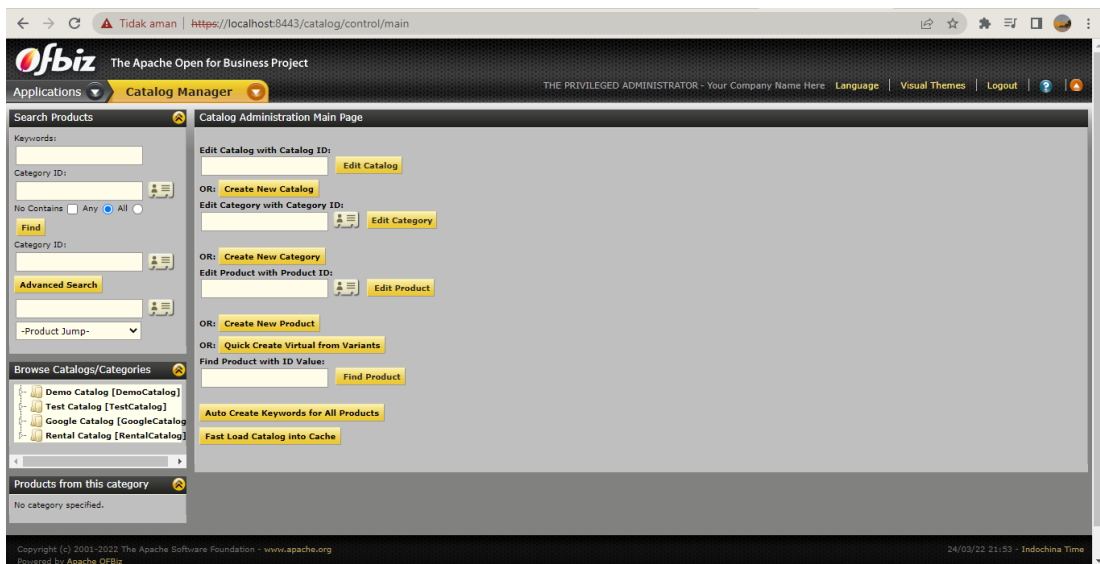 Tidak aman | https://localhost:8443/catalog/control/main
Ofbiz The Apache Open for Business Project
Applications Catalog Manager
THE PRIVILEGED ADMINISTRATOR - Your Company Name Here Language | Visual Themes | Logout | ? |
Search Products
Keywords:
Category ID:
No Contains Any All
Find
Category ID:
Advanced Search
-Product Jump-
Browse Catalogs/Categories
Demo Catalog [DemoCatalog]
Test Catalog [TestCatalog]
Google Catalog [GoogleCatalog
Rental Catalog [RentalCatalog]
Products from this category
No category specified.
Catalog Administration Main Page
Edit Catalog with Catalog ID:
Edit Catalog
OR: Create New Catalog
Edit Category with Category ID:
Edit Category
OR: Create New Category
Edit Product with Product ID:
Edit Product
OR: Create New Product
OR: Quick Create Virtual from Variants
Find Product with ID Value:
Find Product
Auto Create Keywords for All Products
Fast Load Catalog into Cache
Copyright (c) 2001-2022 The Apache Software Foundation - www.apache.org
Powered by Apache OFBiz
24/03/22 21:53 - Indochina Time